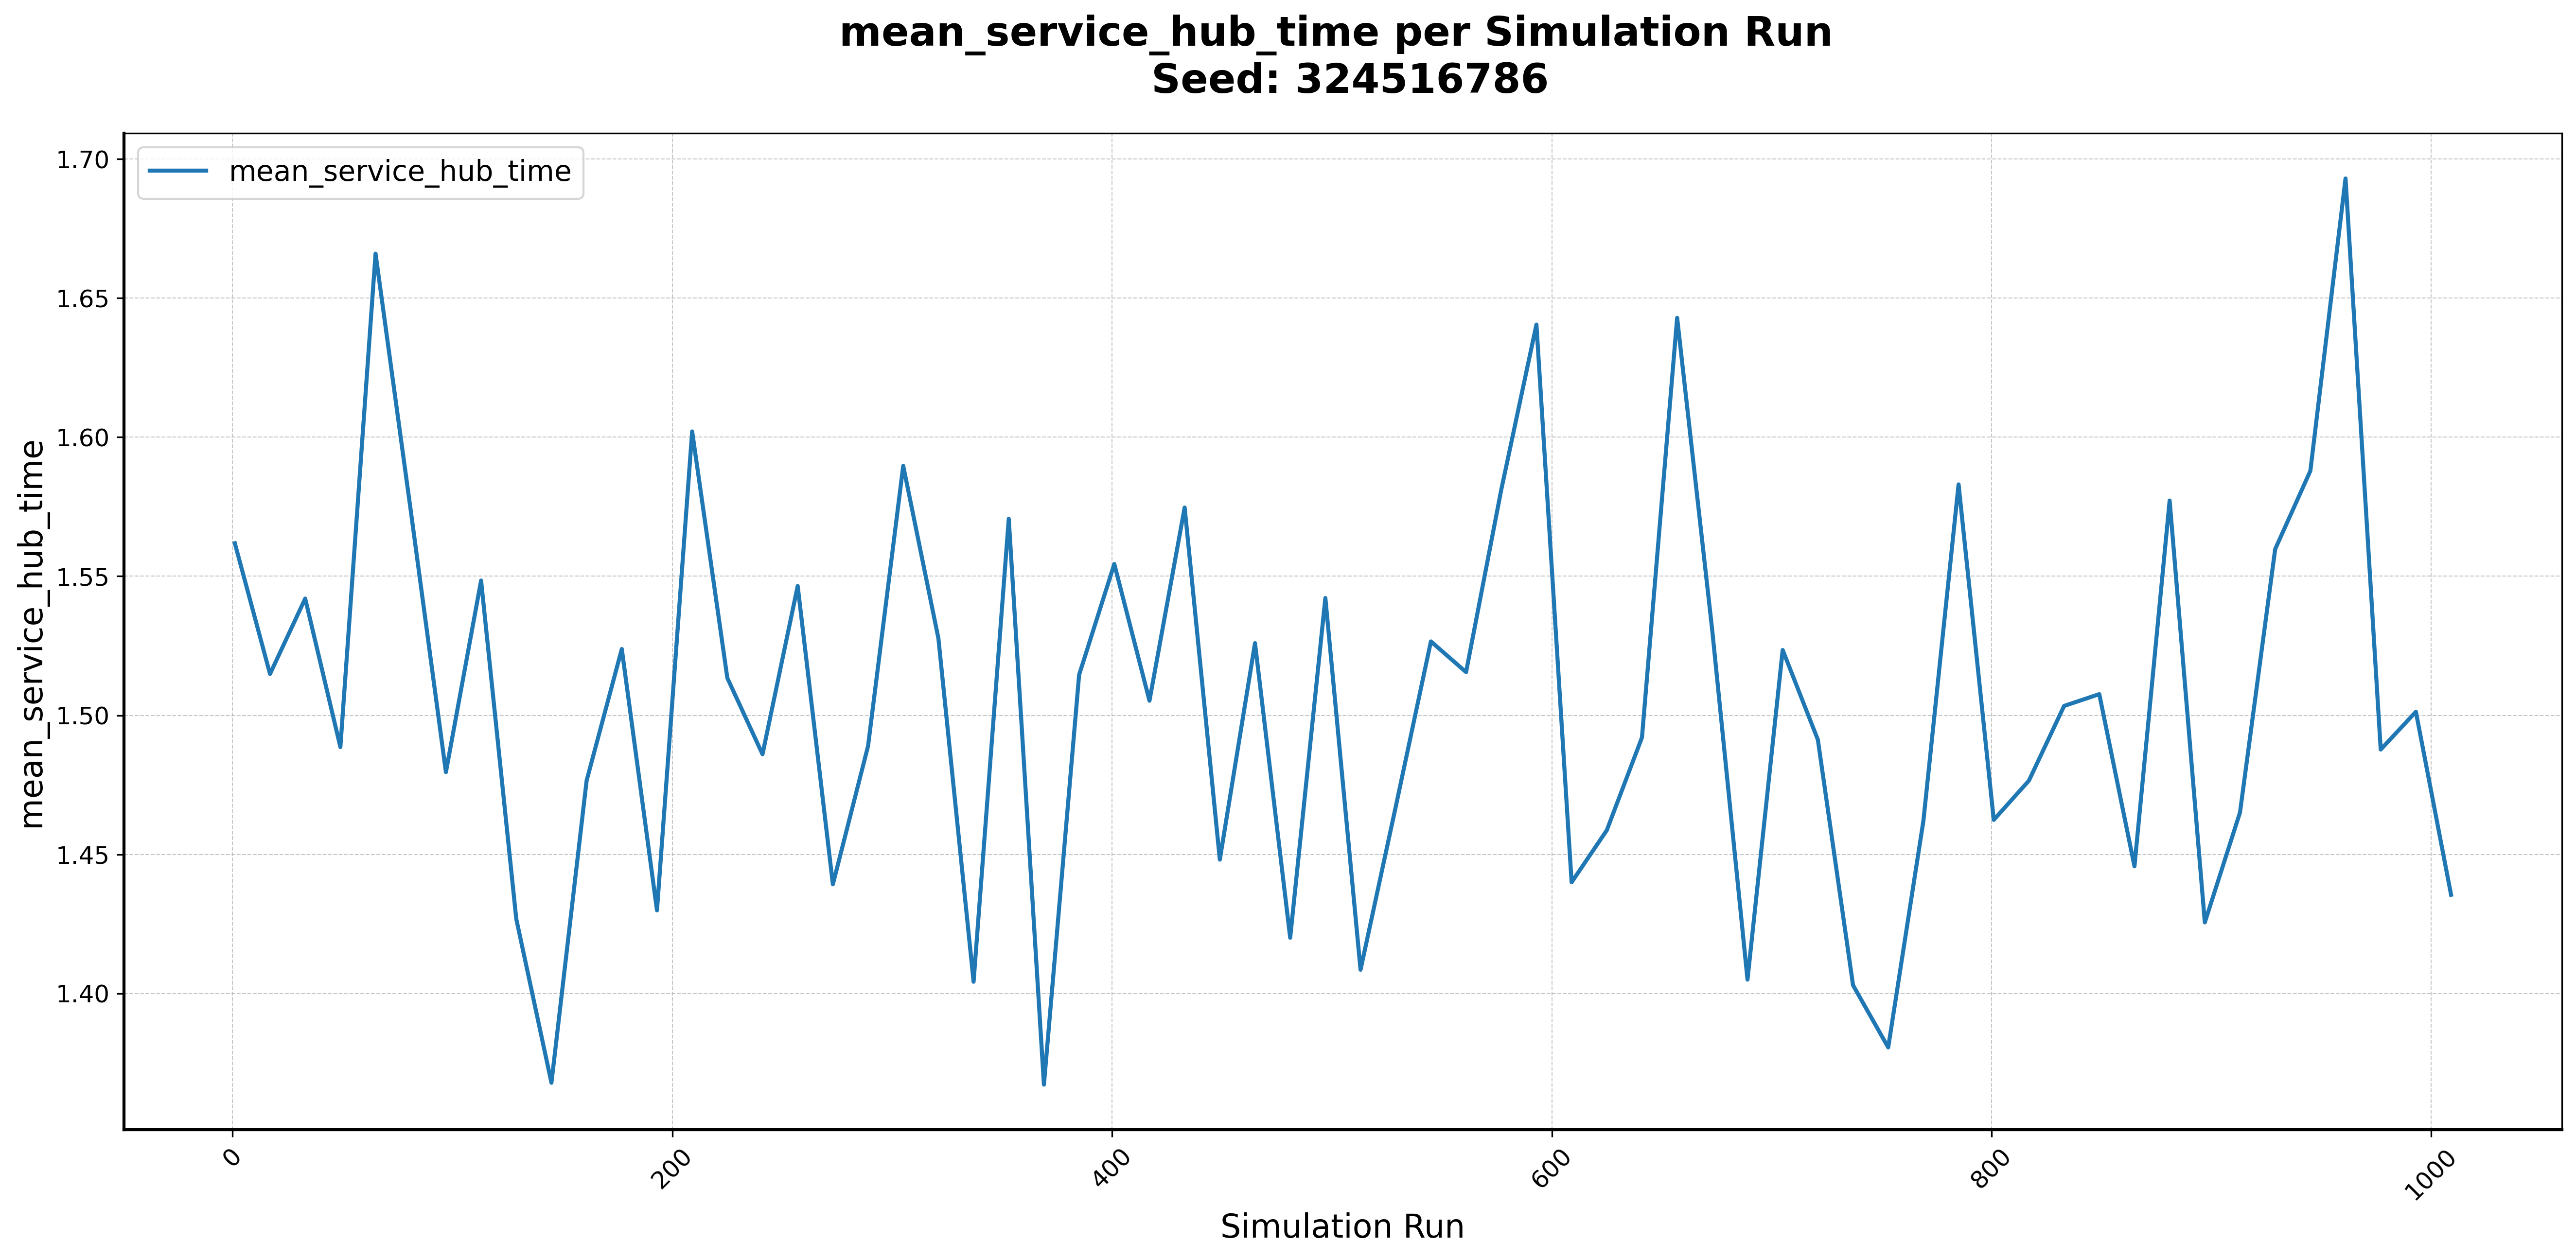 mean_service_hub_time per Simulation Run
Seed: 324516786
mean_service_hub_time
mean_service_hub_time
1.70
1.65
1.60
1.55
1.50
1.45
1.40
0
200
400
600
800
1000
Simulation Run